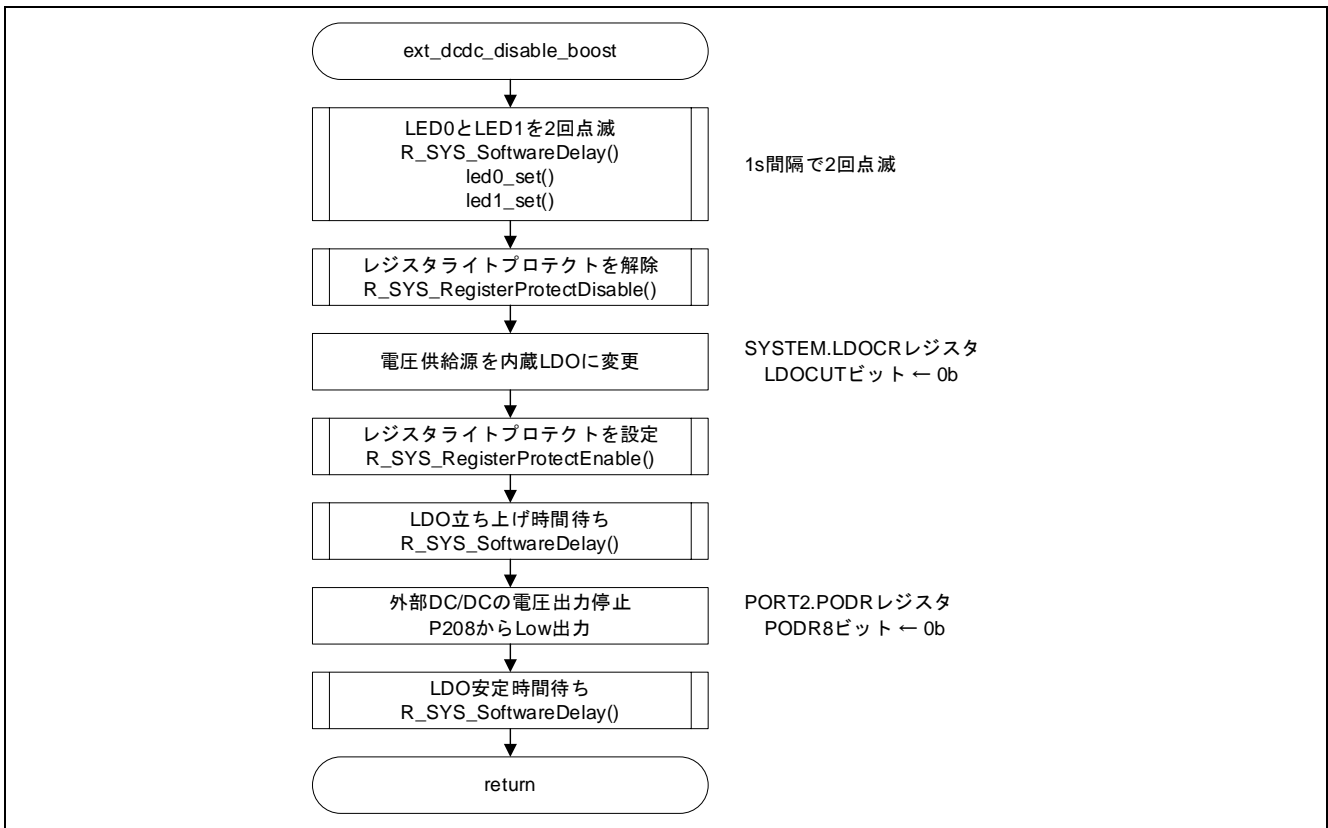 ext_dcdc_disable_boost
LED0とLED1を2回点滅
R_SYS_SoftwareDelay()
led0_set()
led1_set()
1s間隔で2回点滅
レジスタライトプロテクトを解除
R_SYS_RegisterProtectDisable()
電圧供給源を内蔵LDOに変更
SYSTEM.LDOCRレジスタ
LDOCUTビット ← 0b
レジスタライトプロテクトを設定
R_SYS_RegisterProtectEnable()
LDO立ち上げ時間待ち
R_SYS_SoftwareDelay()
外部DC/DCの電圧出力停止
P208からLow出力
PORT2.PODRレジスタ
PODR8ビット ← 0b
LDO安定時間待ち
R_SYS_SoftwareDelay()
return